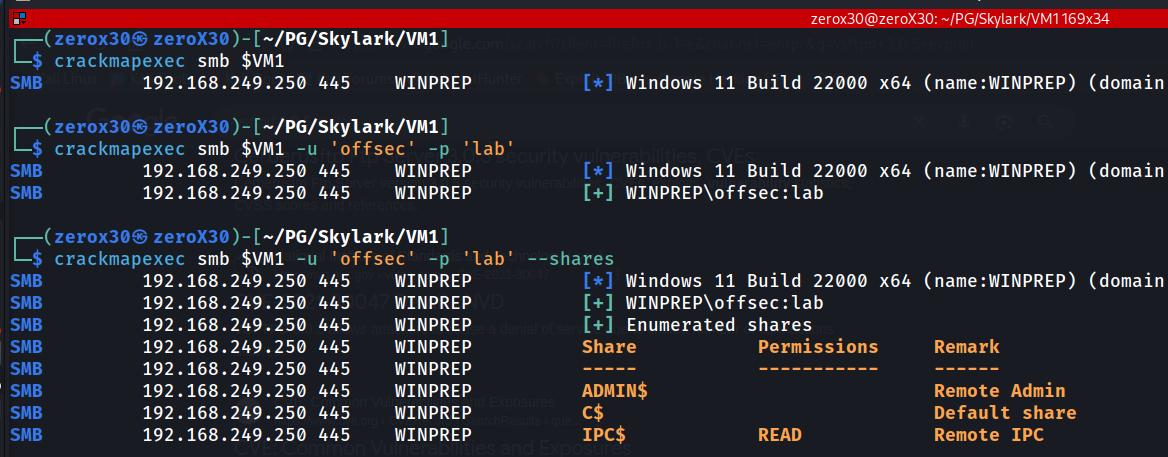 zerox30@zeroX30: ~/PG/Skylark/VM1 169x34
┌──(zerox30㉿zeroX30)-[~/PG/Skylark/VM1]
└─$ crackmapexec smb $VM1
SMB 192.168.249.250 445 WINPREP [*] Windows 11 Build 22000 x64 (name:WINPREP) (domain
┌──(zerox30㉿zeroX30)-[~/PG/Skylark/VM1]
└─$ crackmapexec smb $VM1 -u 'offsec' -p 'lab'
SMB 192.168.249.250 445 WINPREP [*] Windows 11 Build 22000 x64 (name:WINPREP) (domain
SMB 192.168.249.250 445 WINPREP [+] WINPREP\offsec:lab
┌──(zerox30㉿zeroX30)-[~/PG/Skylark/VM1]
└─$ crackmapexec smb $VM1 -u 'offsec' -p 'lab' --shares
SMB 192.168.249.250 445 WINPREP [*] Windows 11 Build 22000 x64 (name:WINPREP) (domain
SMB 192.168.249.250 445 WINPREP [+] WINPREP\offsec:lab
SMB 192.168.249.250 445 WINPREP [+] Enumerated shares
SMB 192.168.249.250 445 WINPREP Share Permissions Remark
SMB 192.168.249.250 445 WINPREP ----- ----------- ------
SMB 192.168.249.250 445 WINPREP ADMIN$ Remote Admin
SMB 192.168.249.250 445 WINPREP C$ Default share
SMB 192.168.249.250 445 WINPREP IPC$ READ Remote IPC